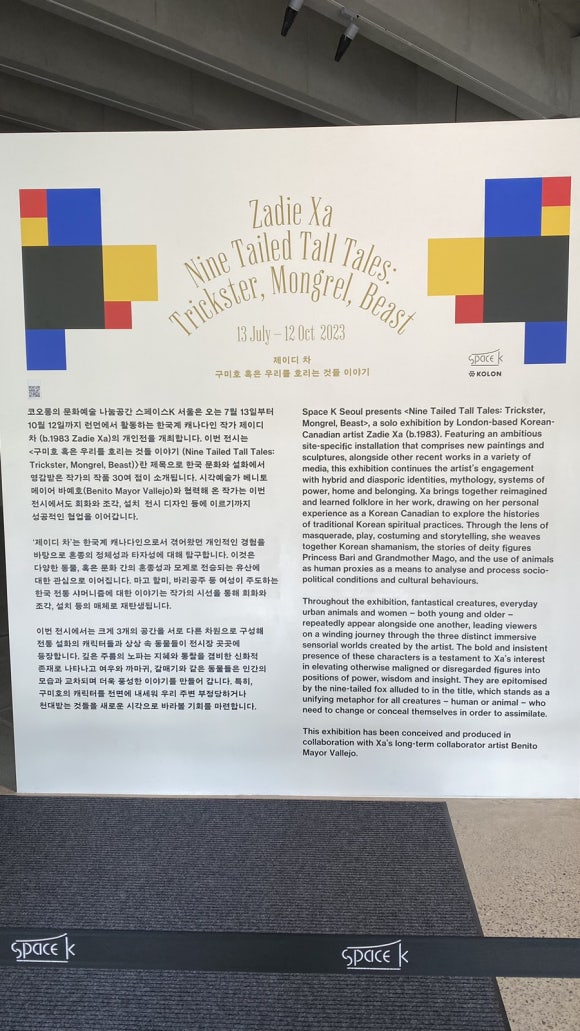 Zadie Xa
Nine Tailed Tall Tales:
Trickster, Mongrel, Beast
13 July – 12 Oct 2023
제이디 차
구미호 혹은 우리를 호리는 것들 이야기
space k
KOLON
코오롱의 문화예술 나눔공간 스페이스K 서울은 오는 7월 13일부터
10월 12일까지 런던에서 활동하는 한국계 캐나다인 작가 제이디
차 (b.1983 Zadie Xa)의 개인전을 개최합니다. 이번 전시는
<구미호 혹은 우리를 호리는 것들 이야기 (Nine Tailed Tall Tales:
Trickster, Mongrel, Beast)>란 제목으로 한국 문화와 설화에서
영감받은 작가의 작품 30여 점이 소개됩니다. 시각예술가 베니토
메이어 바예호(Benito Mayor Vallejo)와 협력해 온 작가는 이번
전시에서도 회화와 조각, 설치 전시 디자인 등에 이르기까지
성공적인 협업을 이어갑니다.
'제이디 차'는 한국계 캐나다인으로서 겪어왔던 개인적인 경험을
바탕으로 혼종의 정체성과 타자성에 대해 탐구합니다. 이것은
다양한 동물, 혹은 문화 간의 혼종성과 모계로 전승되는 유산에
대한 관심으로 이어집니다. 마고 할미, 바리공주 등 여성이 주도하는
한국 전통 샤머니즘에 대한 이야기는 작가의 시선을 통해 회화와
조각, 설치 등의 매체로 재탄생됩니다.
이번 전시에서는 크게 3개의 공간을 서로 다른 차원으로 구성해
전통 설화의 캐릭터들과 상상 속 동물들이 전시장 곳곳에
등장합니다. 깊은 주름의 노파는 지혜와 통찰을 겸비한 신화적
존재로 나타나고 여우와 까마귀, 갈매기와 같은 동물들은 인간의
모습과 교차되며 더욱 풍성한 이야기를 만들어 갑니다. 특히,
구미호의 캐릭터를 전면에 내세워 우리 주변 부정당하거나
천대받는 것들을 새로운 시각으로 바라볼 기회를 마련합니다.
Space K Seoul presents <Nine Tailed Tall Tales: Trickster,
Mongrel, Beast>, a solo exhibition by London-based Korean-
Canadian artist Zadie Xa (b.1983). Featuring an ambitious
site-specific installation that comprises new paintings and
sculptures, alongside other recent works in a variety of
media, this exhibition continues the artist's engagement
with hybrid and diasporic identities, mythology, systems of
power, home and belonging. Xa brings together reimagined
and learned folklore in her work, drawing on her personal
experience as a Korean Canadian to explore the histories
of traditional Korean spiritual practices. Through the lens of
masquerade, play, costuming and storytelling, she weaves
together Korean shamanism, the stories of deity figures
Princess Bari and Grandmother Mago, and the use of animals
as human proxies as a means to analyse and process socio-
political conditions and cultural behaviours.
Throughout the exhibition, fantastical creatures, everyday
urban animals and women – both young and older –
repeatedly appear alongside one another, leading viewers
on a winding journey through the three distinct immersive
sensorial worlds created by the artist. The bold and insistent
presence of these characters is a testament to Xa's interest
in elevating otherwise maligned or disregarded figures into
positions of power, wisdom and insight. They are epitomised
by the nine-tailed fox alluded to in the title, which stands as a
unifying metaphor for all creatures – human or animal – who
need to change or conceal themselves in order to assimilate.
This exhibition has been conceived and produced in
collaboration with Xa's long-term collaborator artist Benito
Mayor Vallejo.
space k
space k